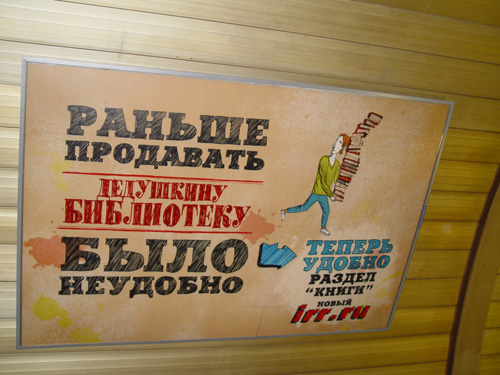 РАНЬШЕ
ПРОДАВАТЬ
ДЕДУШКИНУ
БИБЛИОТЕКУ
БЫЛО
НЕУДОБНО
ТЕПЕРЬ
УДОБНО
РАЗДЕЛ
"КНИГИ"
НОВЫЙ
irr.ru